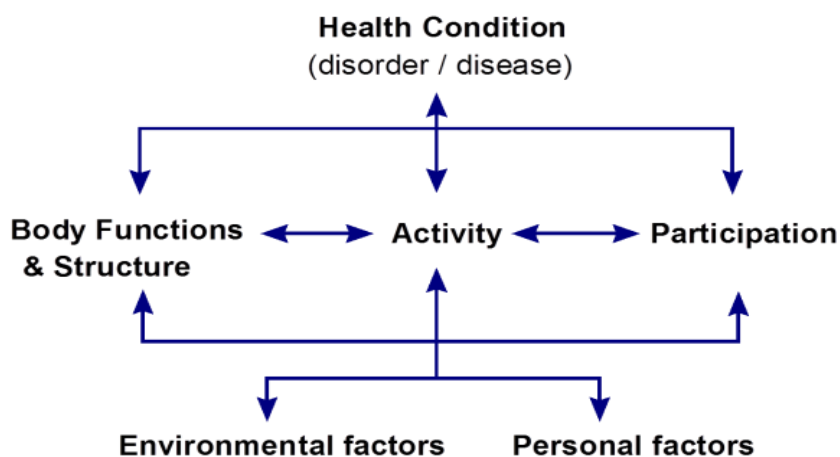 Health Condition
(disorder / disease)
Body Functions
& Structure
Activity
Participation
Environmental factors
Personal factors